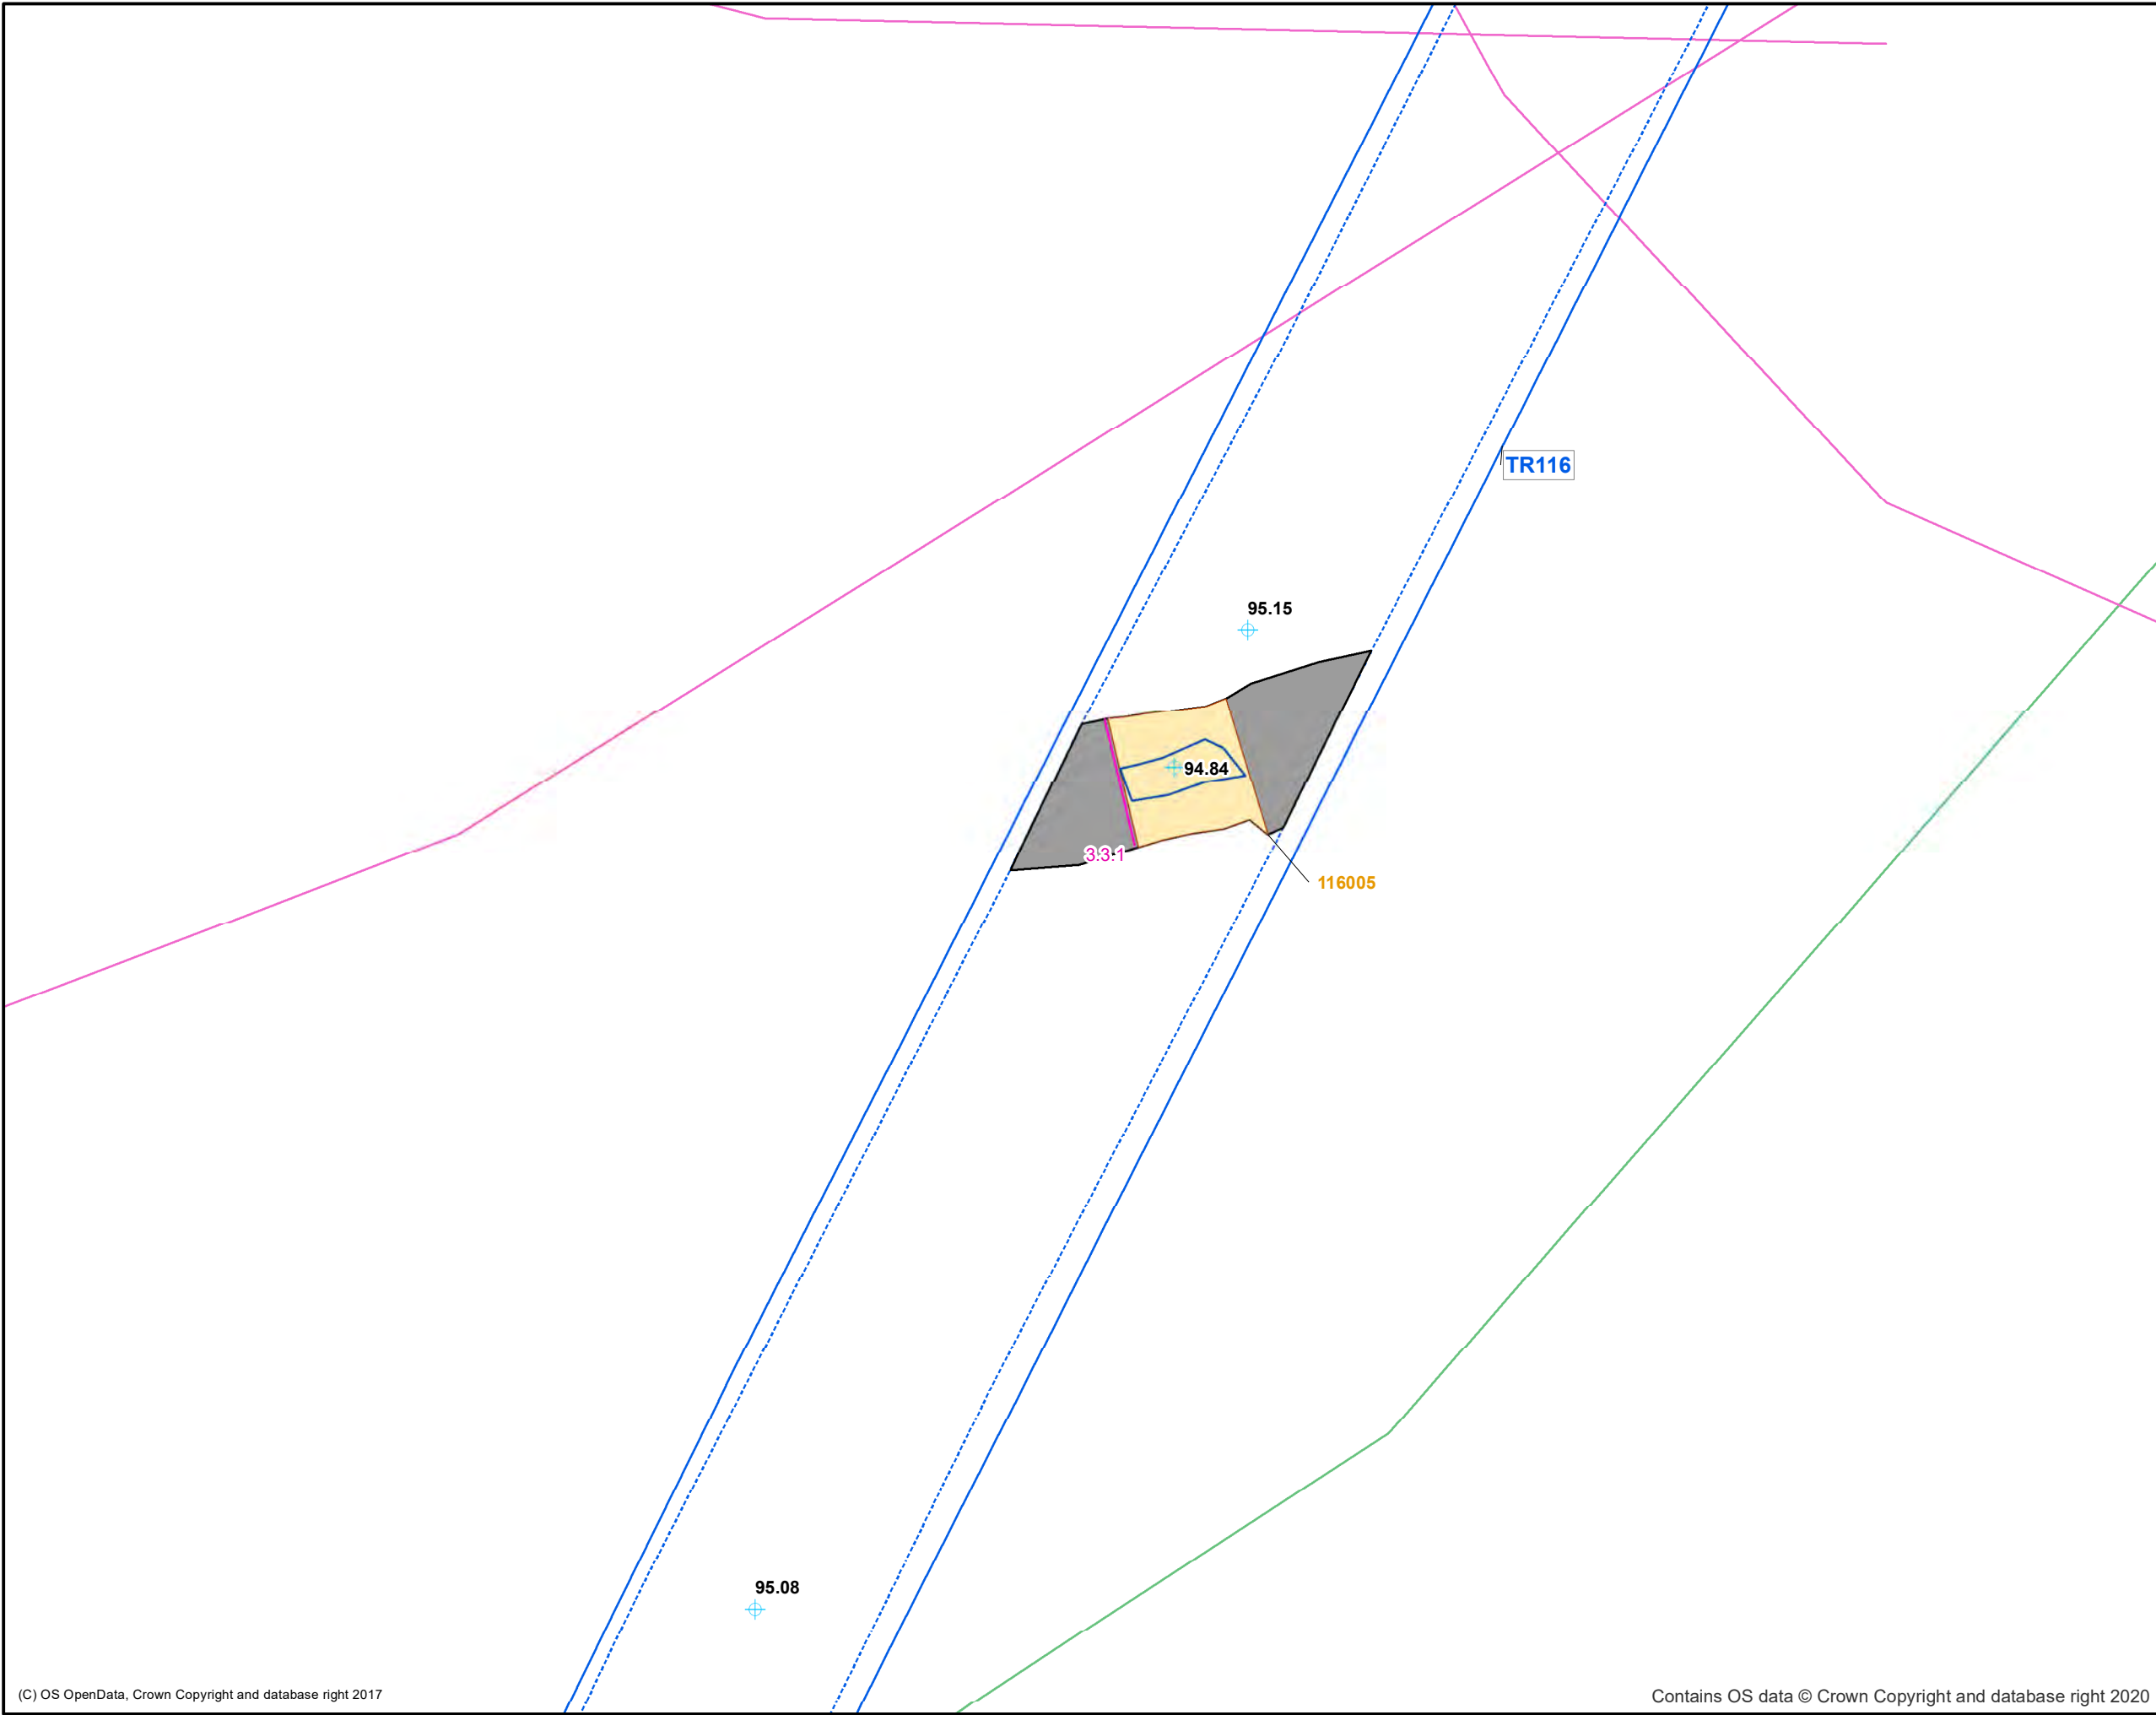 TR116
95.15
94.84
3.3.1
116005
95.08
(C) OS OpenData, Crown Copyright and database right 2017
Contains OS data © Crown Copyright and database right 2020